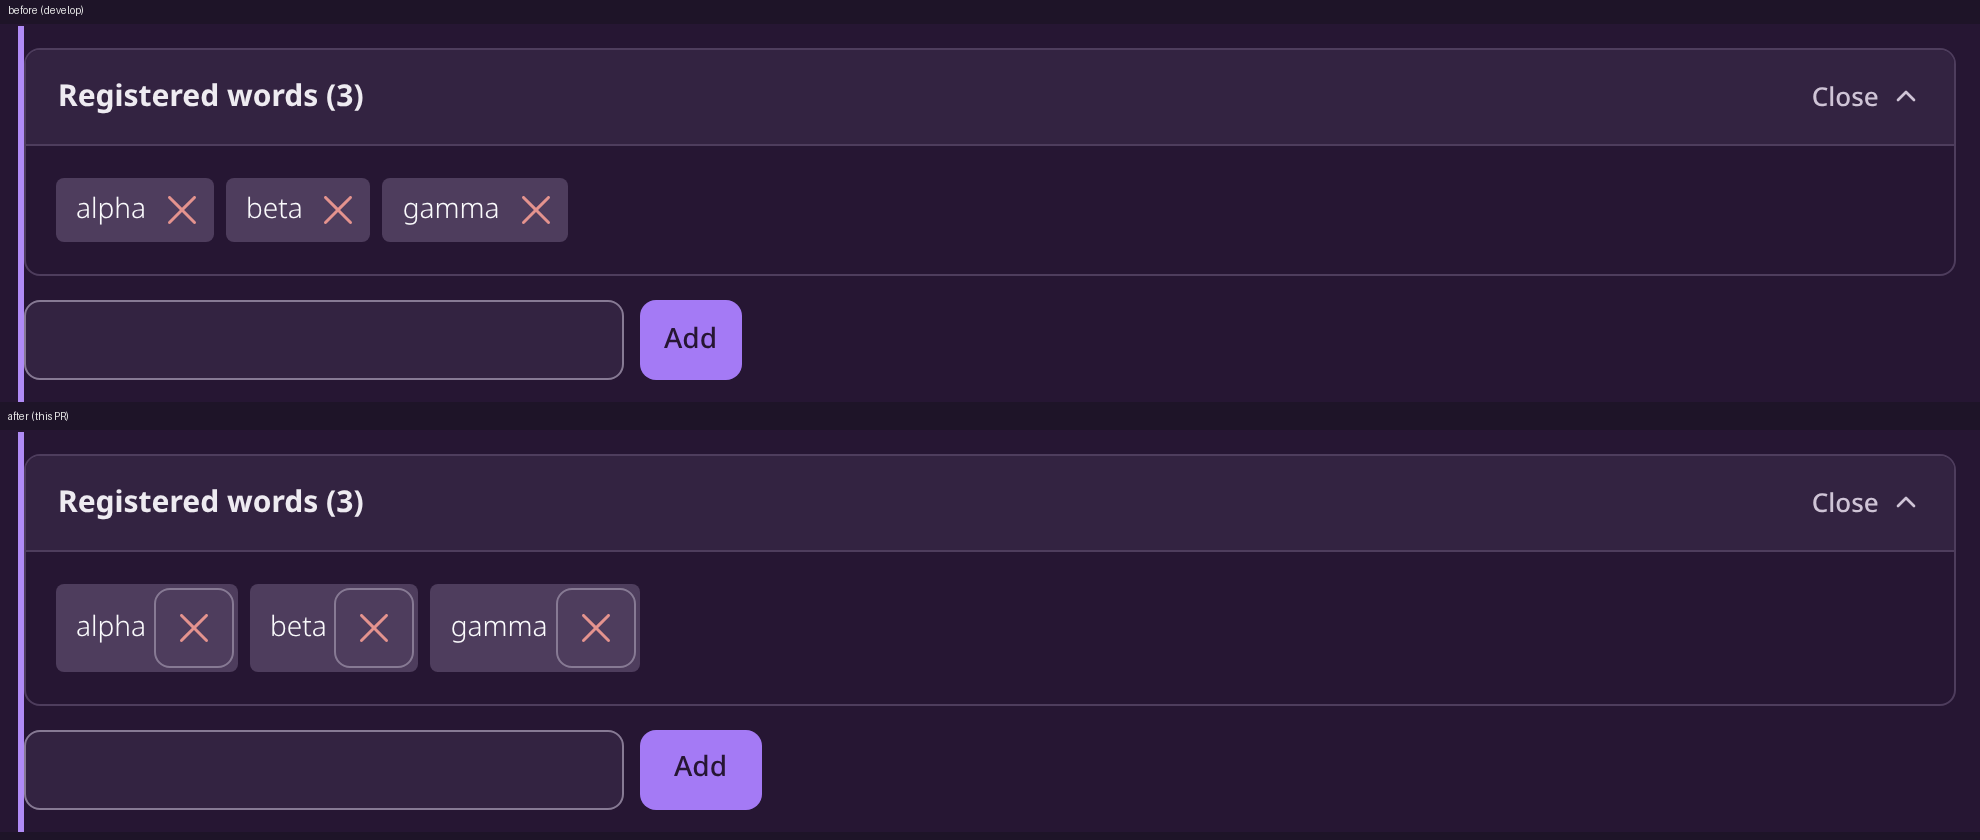 before (develop)
Registered words (3)
Close
alpha
beta
gamma
Add
after (this PR)
Registered words (3)
Close
alpha
beta
gamma
Add